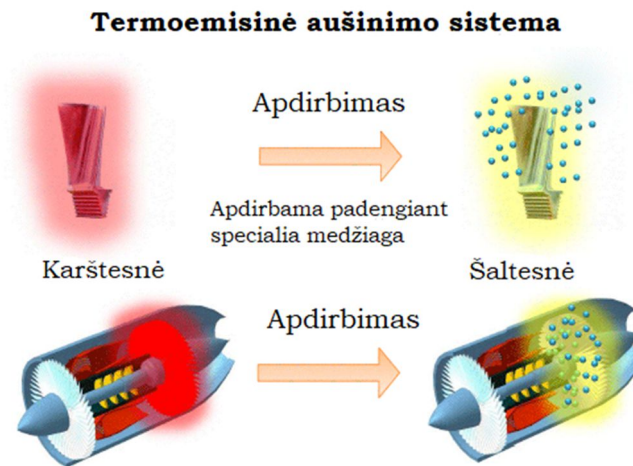 Termoemisinė aušinimo sistema
Apdirbimas
Apdirbama padengiant
specialia medžiaga
Karštesnė
Šaltesnė
Apdirbimas